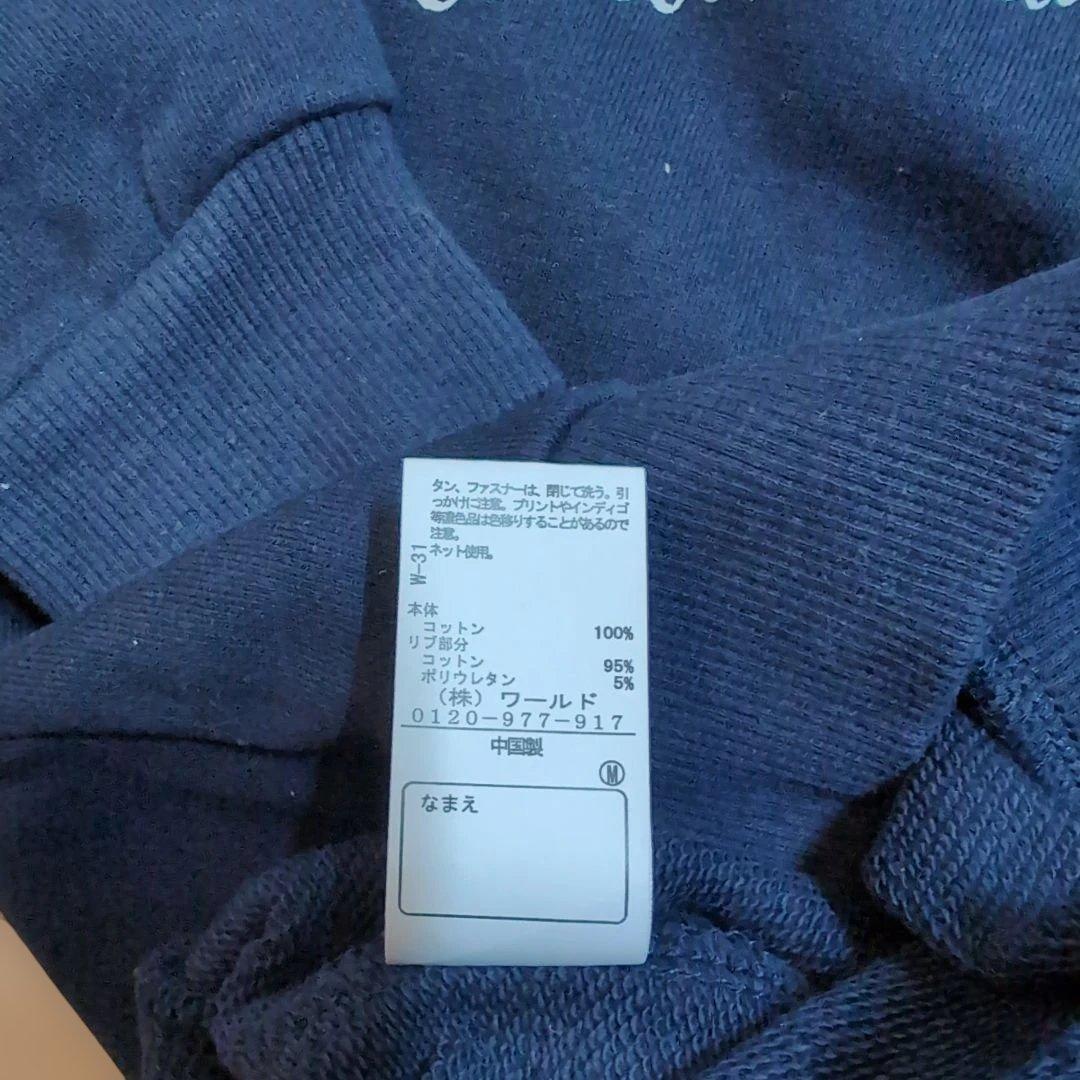 タン、ファスナーは、閉じて洗う。引
っかけに注意。プリントやインディゴ
等濃色品は色移りすることがあるので
注意。
ネット使用。
W-31
本体
コットン 100%
リブ部分
コットン 95%
ポリウレタン 5%
(株) ワールド
0120-977-917
中国製
M
なまえ